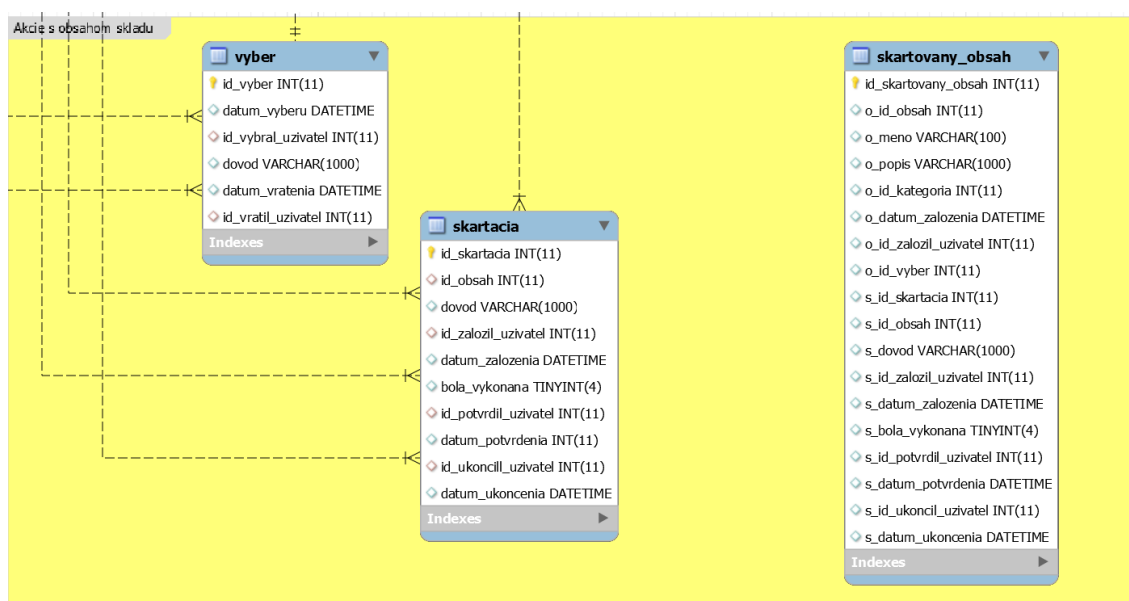 Akcie s obsahom skladu
vyber
id_vyber INT(11)
datum_vyberu DATETIME
id_vybral_uzivatel INT(11)
dovod VARCHAR(1000)
datum_vratenia DATETIME
id_vratil_uzivatel INT(11)
Indexes
skartacia
id_skartacia INT(11)
id_obsah INT(11)
dovod VARCHAR(1000)
id_zalozil_uzivatel INT(11)
datum_zalozenia DATETIME
bola_vykonana TINYINT(4)
id_potvrdil_uzivatel INT(11)
datum_potvrdenia INT(11)
id_ukoncill_uzivatel INT(11)
datum_ukoncenia DATETIME
Indexes
skartovany_obsah
id_skartovany_obsah INT(11)
o_id_obsah INT(11)
o_meno VARCHAR(100)
o_popis VARCHAR(1000)
o_id_kategoria INT(11)
o_datum_zalozenia DATETIME
o_id_zalozil_uzivatel INT(11)
o_id_vyber INT(11)
s_id_skartacia INT(11)
s_id_obsah INT(11)
s_dovod VARCHAR(1000)
s_id_zalozil_uzivatel INT(11)
s_datum_zalozenia DATETIME
s_bola_vykonana TINYINT(4)
s_id_potvrdil_uzivatel INT(11)
s_datum_potvrdenia DATETIME
s_id_ukoncil_uzivatel INT(11)
s_datum_ukoncenia DATETIME
Indexes